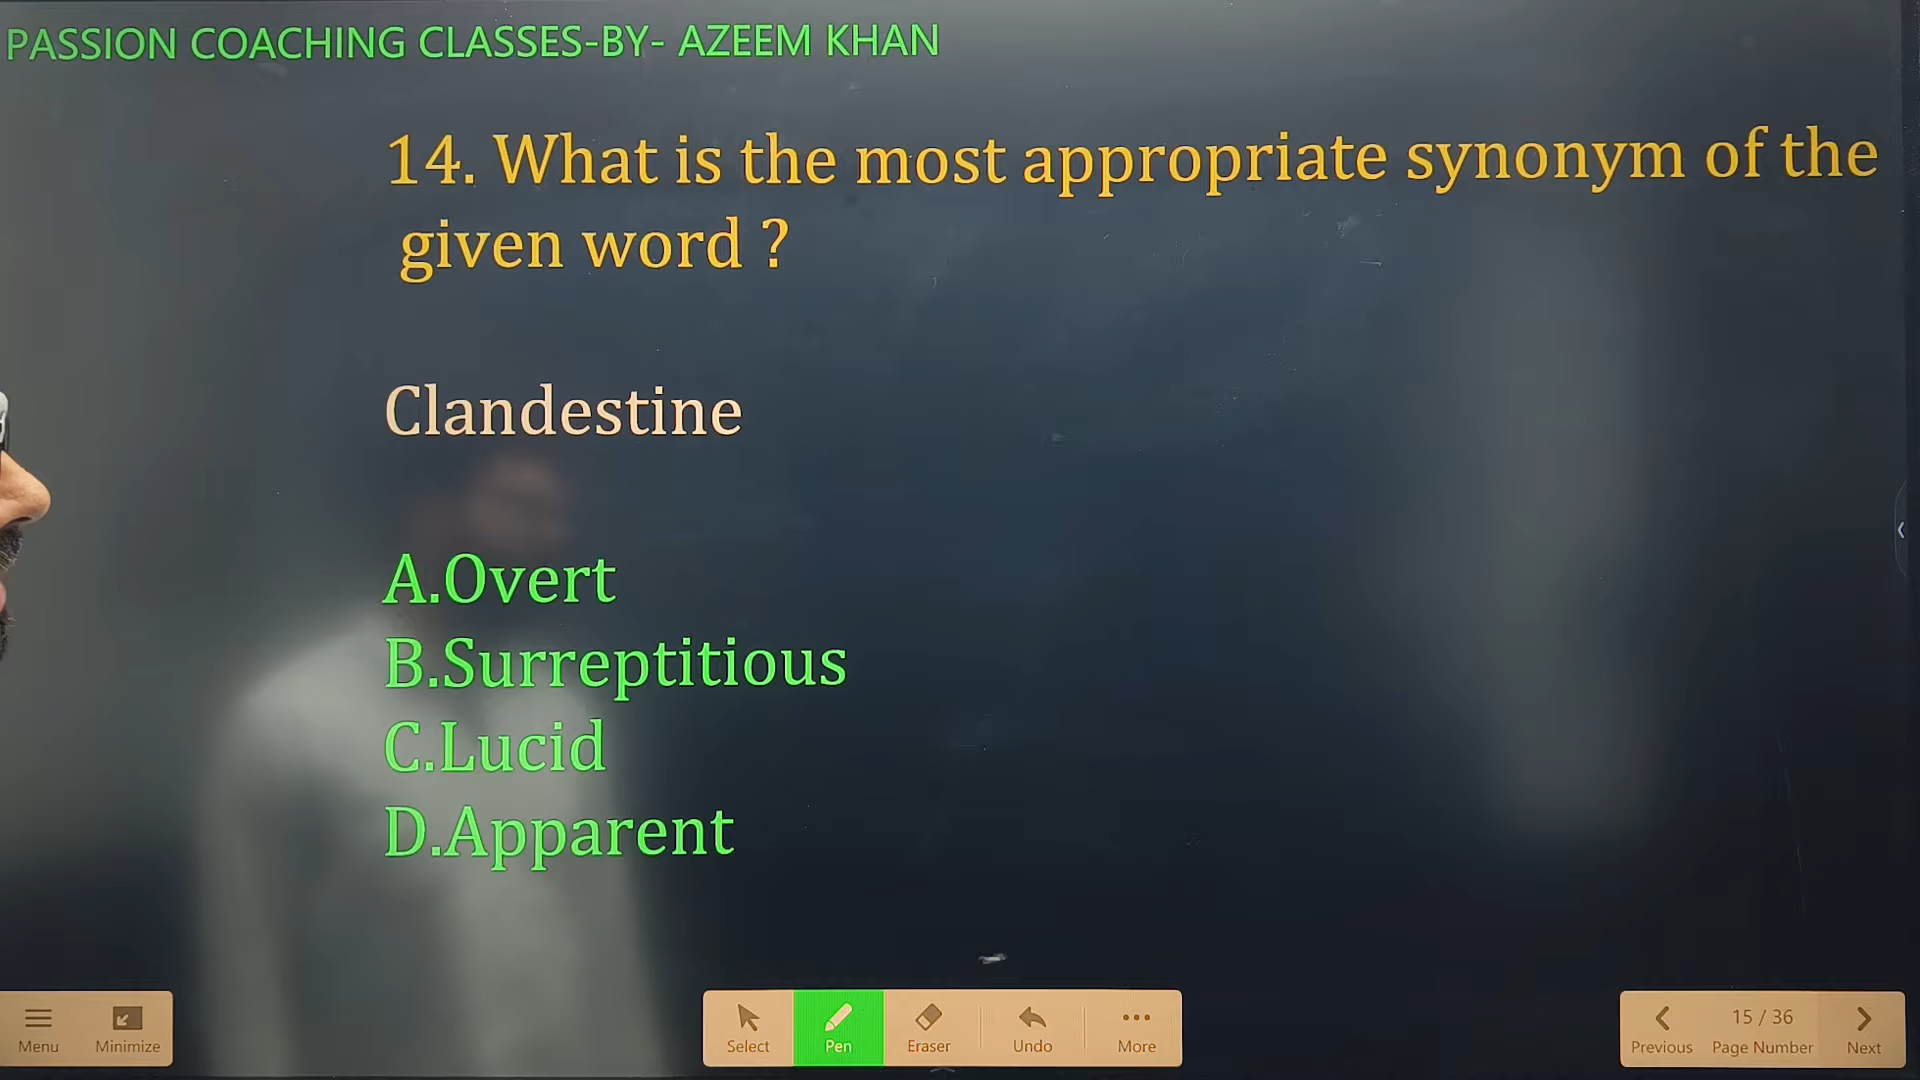 PASSION COACHING CLASSES-BY- AZEEM KHAN
14. What is the most appropriate synonym of the
given word ?
Clandestine
A.Overt
B.Surreptitious
C.Lucid
D.Apparent
Menu
Minimize
Select
Pen
Eraser
Undo
More
15 / 36
Previous
Page Number
Next